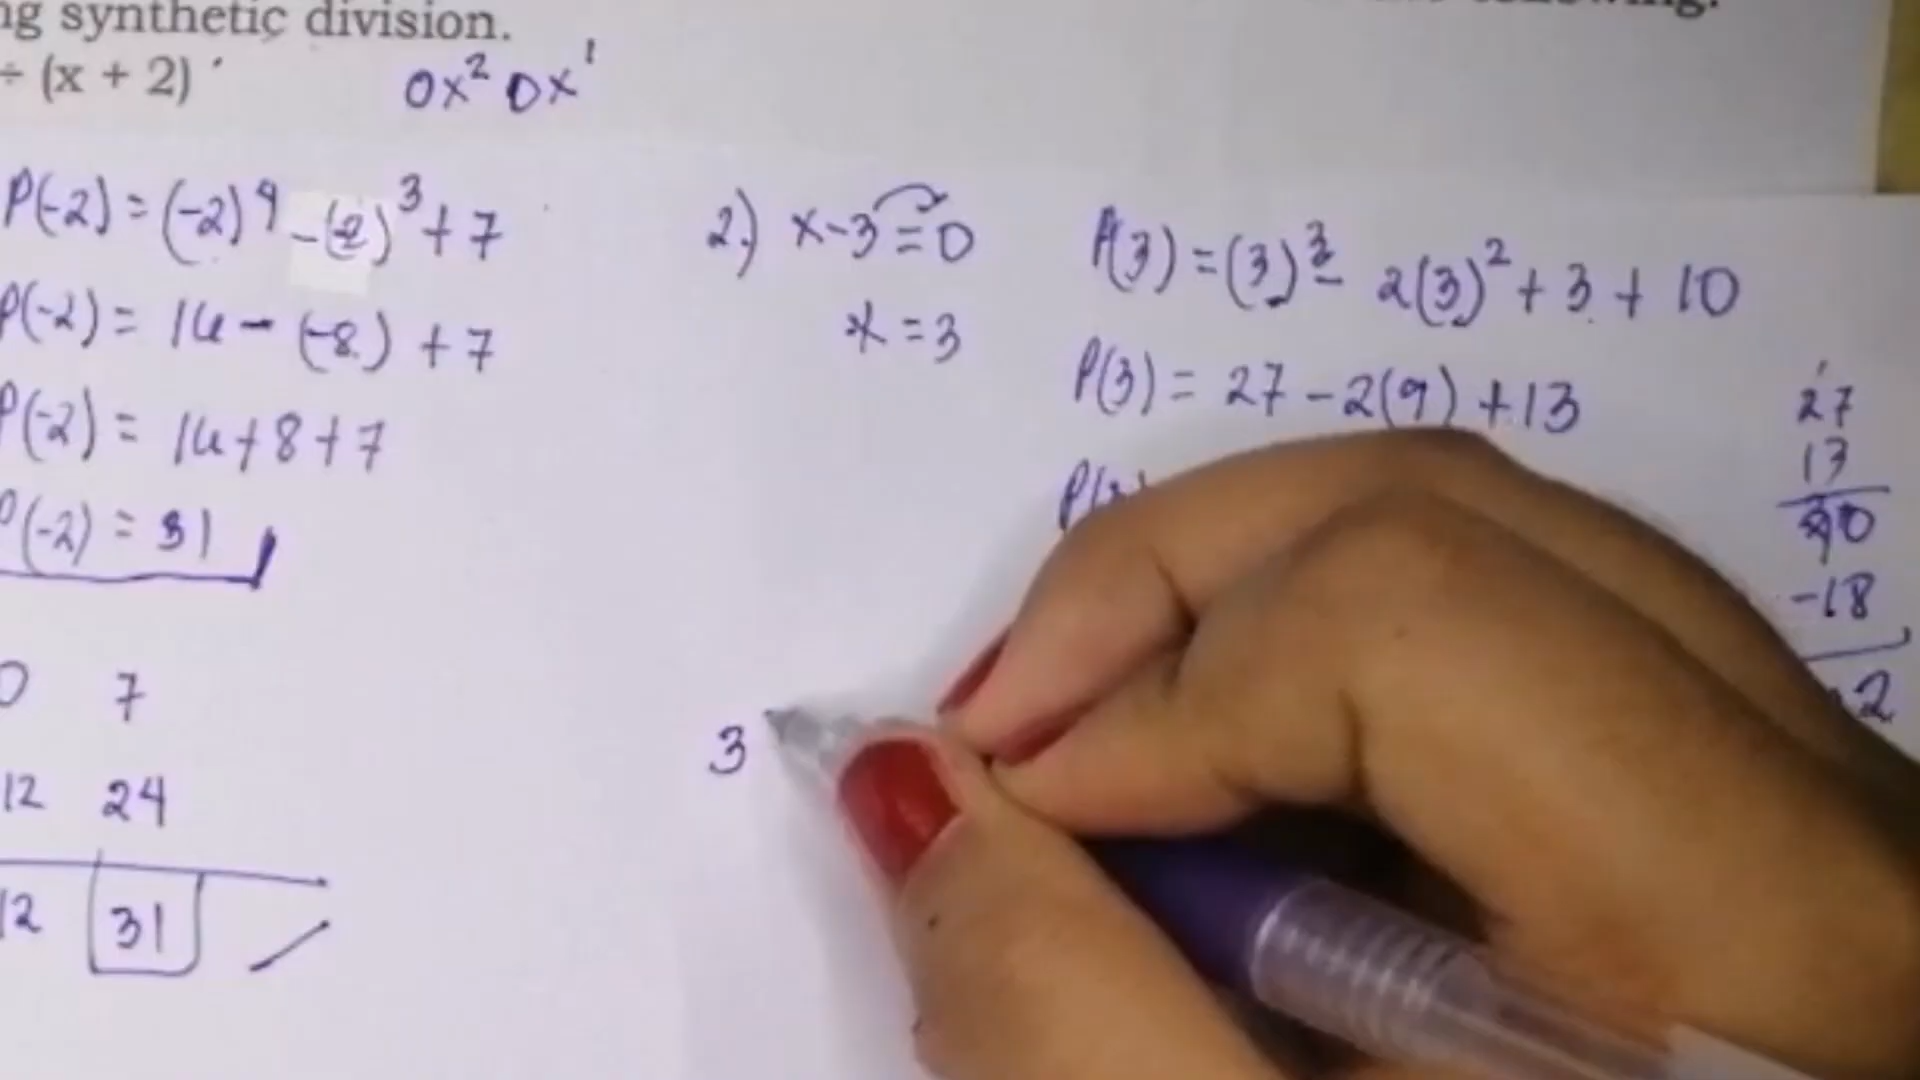 ng synthetic division.
÷ (x + 2)
0x² 0x¹
P(-2) = (-2)⁴ - (-2)³ + 7
P(-2) = 16 - (-8) + 7
P(-2) = 16 + 8 + 7
P(-2) = 31
0 7
12 24
12 31
2.) x - 3 = 0
x = 3
P(3) = (3)³ - 2(3)² + 3 + 10
P(3) = 27 - 2(9) + 13
3
27
13
40
-18
2